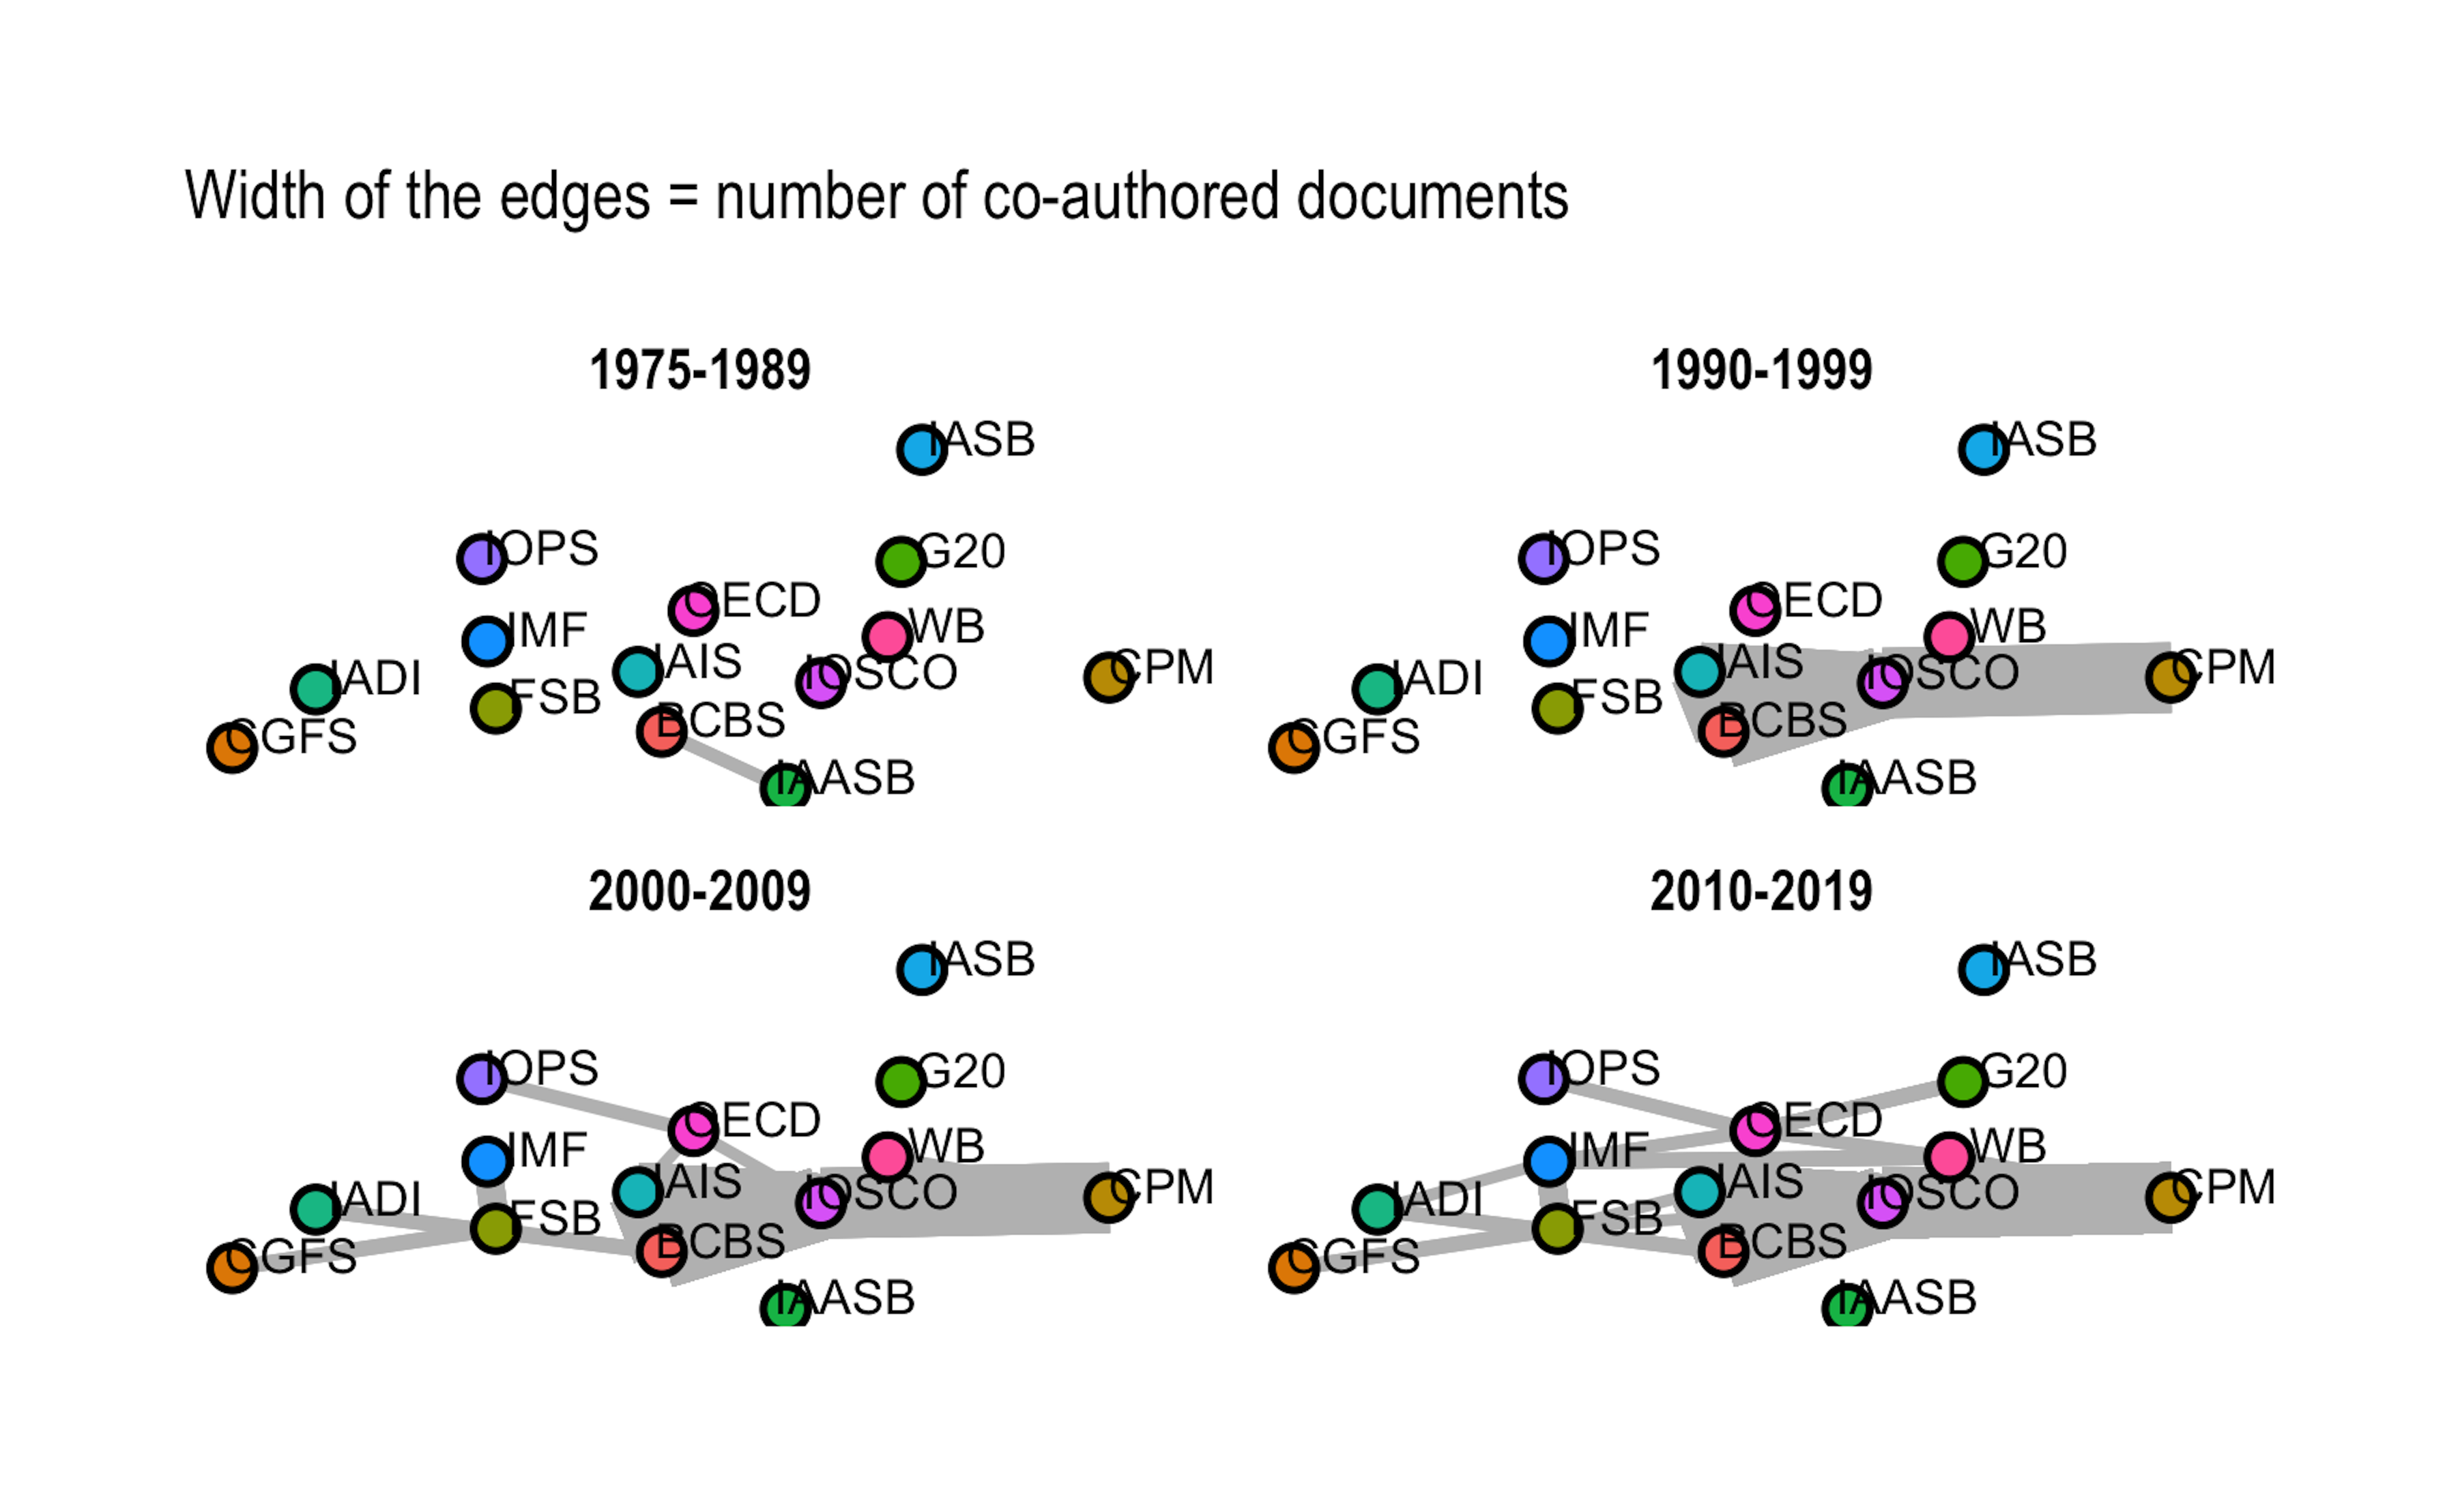 Width of the edges = number of co-authored documents
1975-1989
IASB
IOPS
G20
OECD
IMF
WB
IAIS
IADI
IOSCO
CPM
FSB
BCBS
CGFS
IAASB
1990-1999
IASB
IOPS
G20
OECD
IMF
WB
IAIS
IADI
IOSCO
CPM
FSB
BCBS
CGFS
IAASB
2000-2009
IASB
IOPS
G20
OECD
IMF
WB
IAIS
IADI
IOSCO
CPM
FSB
BCBS
CGFS
IAASB
2010-2019
IASB
IOPS
G20
OECD
IMF
WB
IAIS
IADI
IOSCO
CPM
FSB
BCBS
CGFS
IAASB